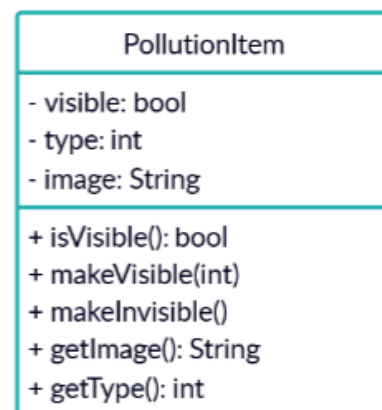 PollutionItem
- visible: bool
- type: int
- image: String
+ isVisible(): bool
+ makeVisible(int)
+ makeInvisible()
+ getImage(): String
+ getType(): int